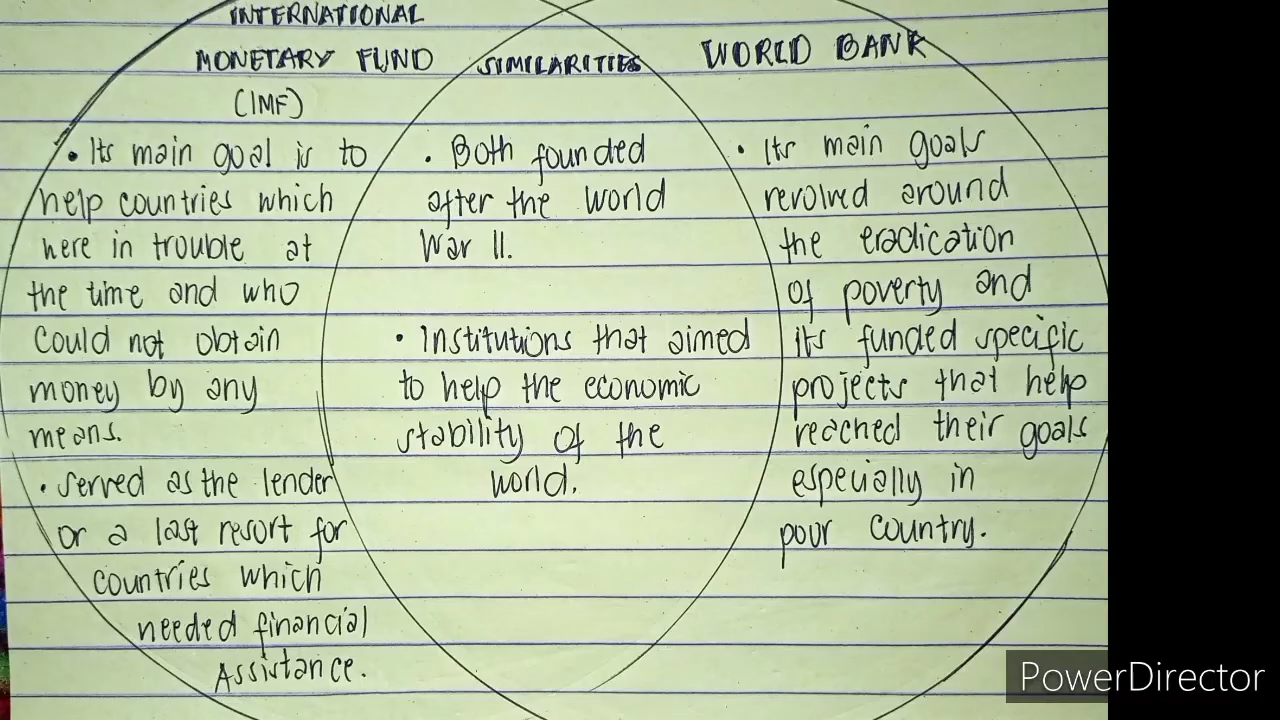 INTERNATIONAL
MONETARY FUND
(IMF)
• Its main goal is to
help countries which
were in trouble at
the time and who
could not obtain
money by any
means.
• served as the lender
or a last resort for
countries which
needed financial
Assistance.
SIMILARITIES
• Both founded
after the World
War II.
• Institutions that aimed
to help the economic
stability of the
world.
WORLD BANK
• Its main goals
revolved around
the eradication
of poverty and
its funded specific
projects that help
reached their goals
especially in
pour country.
PowerDirector